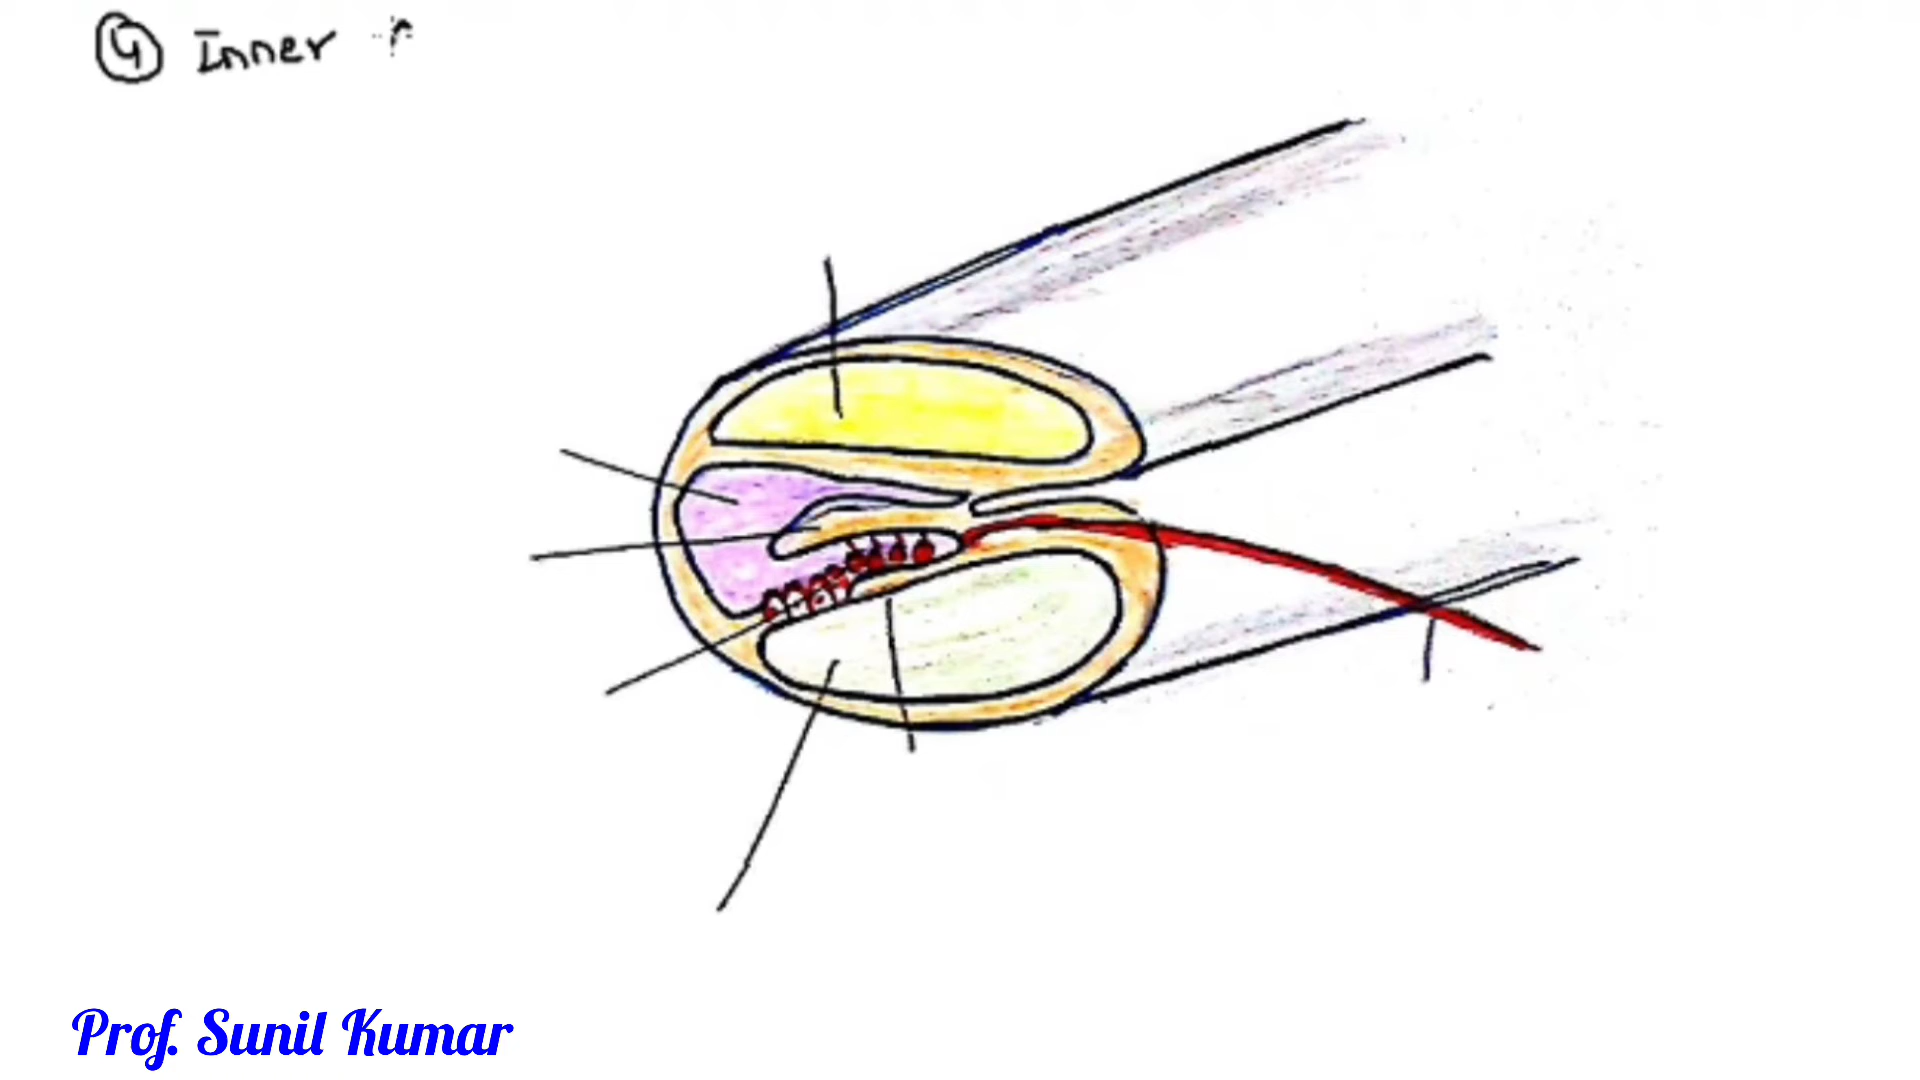 ④ Inner
Prof. Sunil Kumar